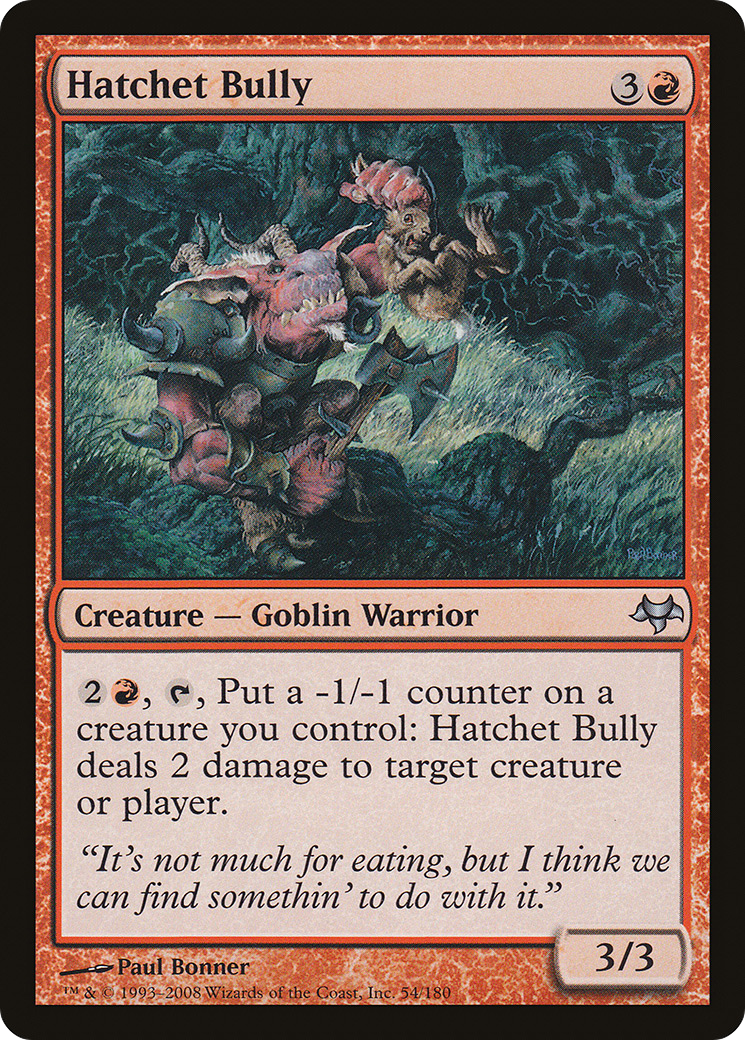 Hatchet Bully 3
Creature — Goblin Warrior
2 , , Put a -1/-1 counter on a
creature you control: Hatchet Bully
deals 2 damage to target creature
or player.
“It’s not much for eating, but I think we
can find somethin’ to do with it.”
3/3
Paul Bonner
™ & © 1993–2008 Wizards of the Coast, Inc. 54/180